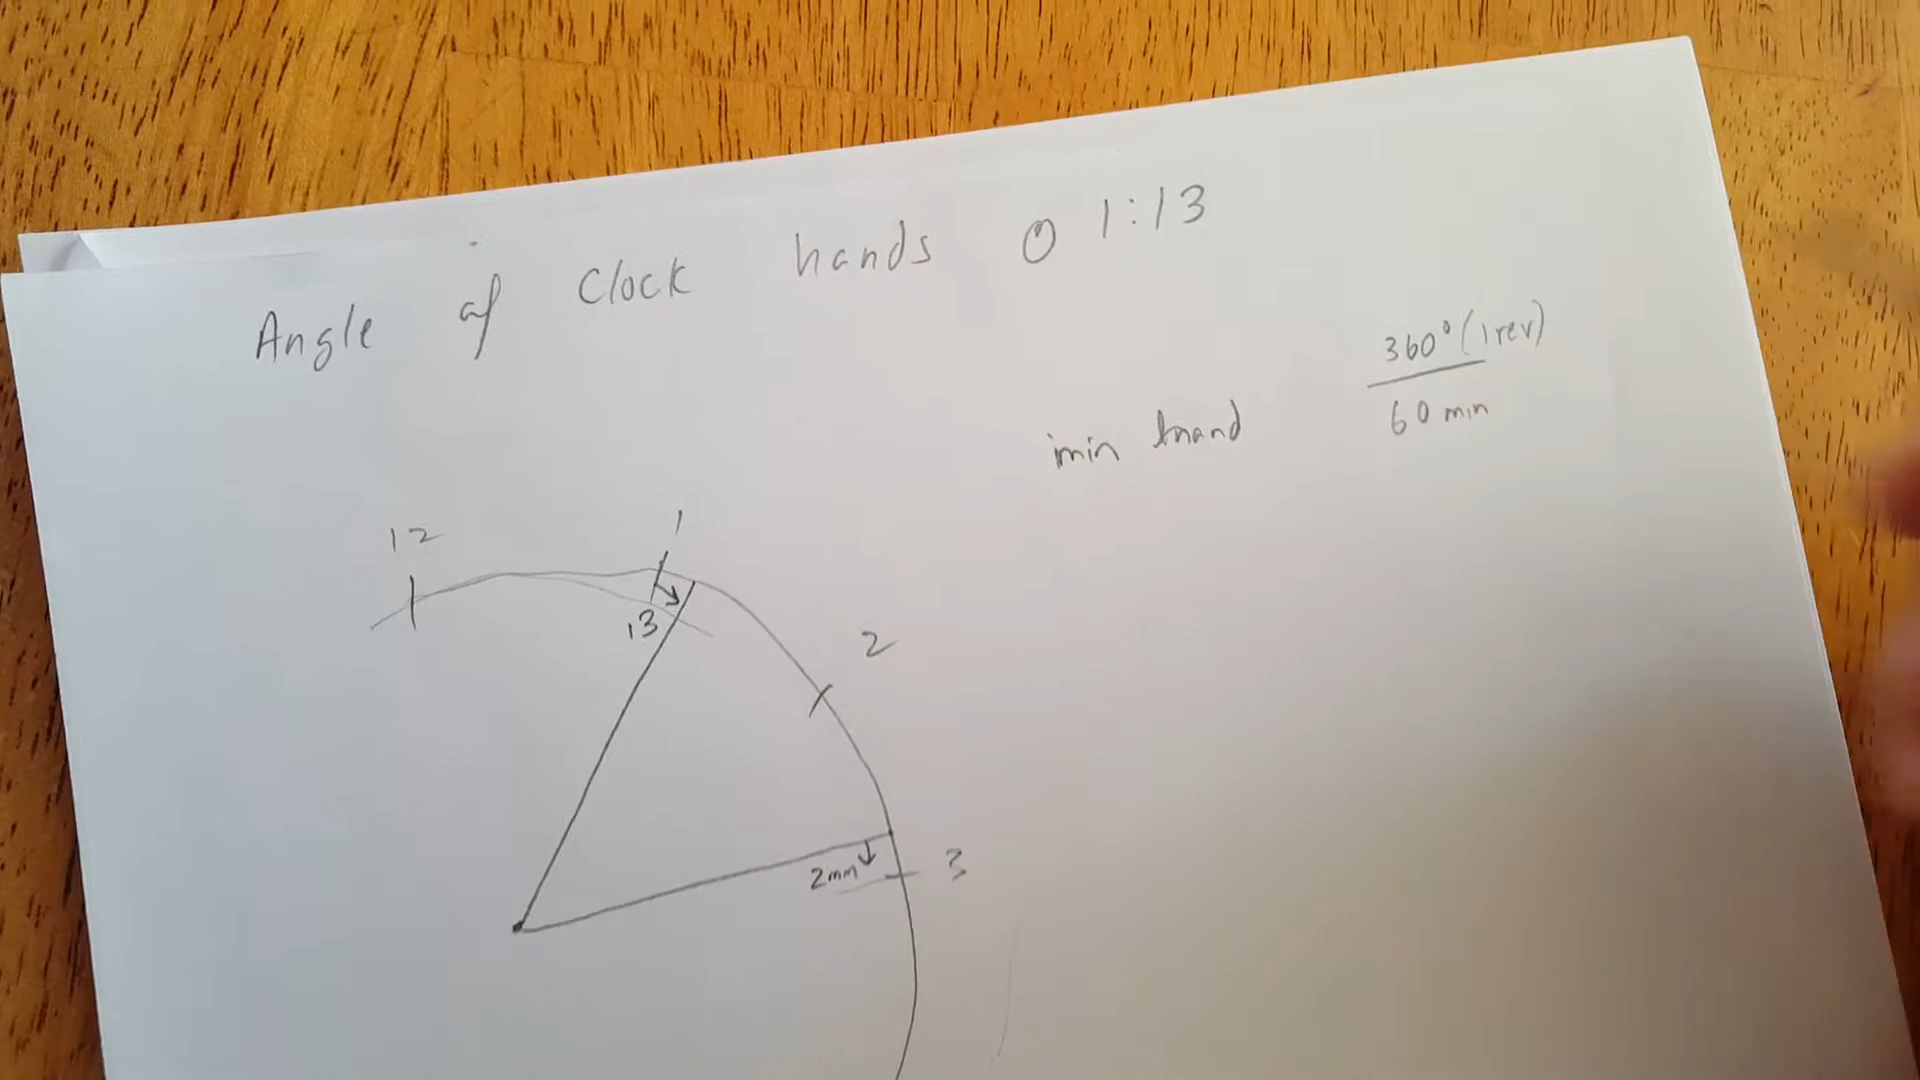 Angle of Clock hands @ 1:13
360° (1 rev)
min hand
60 min
12
1
13
2
2mm
3